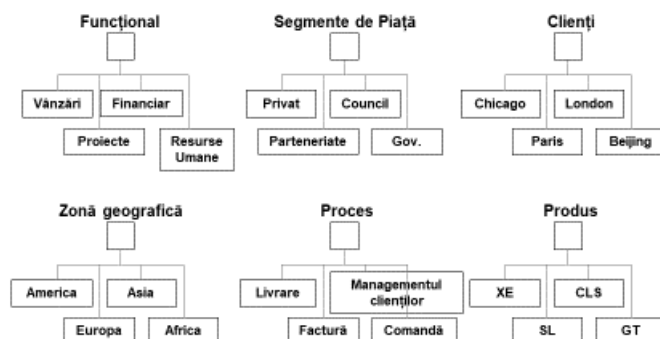 Funcțional
Segmente de Piață
Clienți
Vânzări
Financiar
Proiecte
Resurse
Umane
Privat
Council
Parteneriate
Gov.
Chicago
London
Paris
Beijing
Zonă geografică
Proces
Produs
America
Asia
Europa
Africa
Livrare
Managementul
clienților
Factură
Comandă
XE
CLS
SL
GT